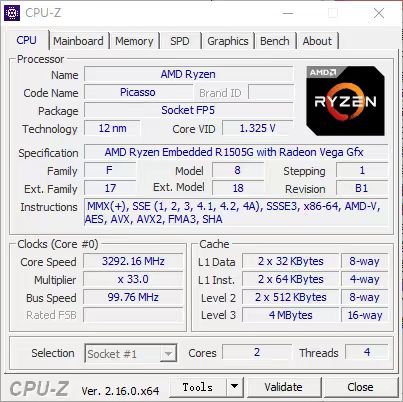 CPU-Z
CPU Mainboard Memory SPD Graphics Bench About
Processor
Name AMD Ryzen
Code Name Picasso Brand ID
Package Socket FP5
Technology 12 nm Core VID 1.325 V
AMD
RYZEN
Specification AMD Ryzen Embedded R1505G with Radeon Vega Gfx
Family F Model 8 Stepping 1
Ext. Family 17 Ext. Model 18 Revision B1
Instructions MMX(+), SSE (1, 2, 3, 4.1, 4.2, 4A), SSSE3, x86-64, AMD-V,
AES, AVX, AVX2, FMA3, SHA
Clocks (Core #0) Cache
Core Speed 3292.16 MHz L1 Data 2 x 32 KBytes 8-way
Multiplier x 33.0 L1 Inst. 2 x 64 KBytes 4-way
Bus Speed 99.76 MHz Level 2 2 x 512 KBytes 8-way
Rated FSB Level 3 4 MBytes 16-way
Selection Socket #1 Cores 2 Threads 4
CPU-Z Ver. 2.16.0.x64 Tools Validate Close